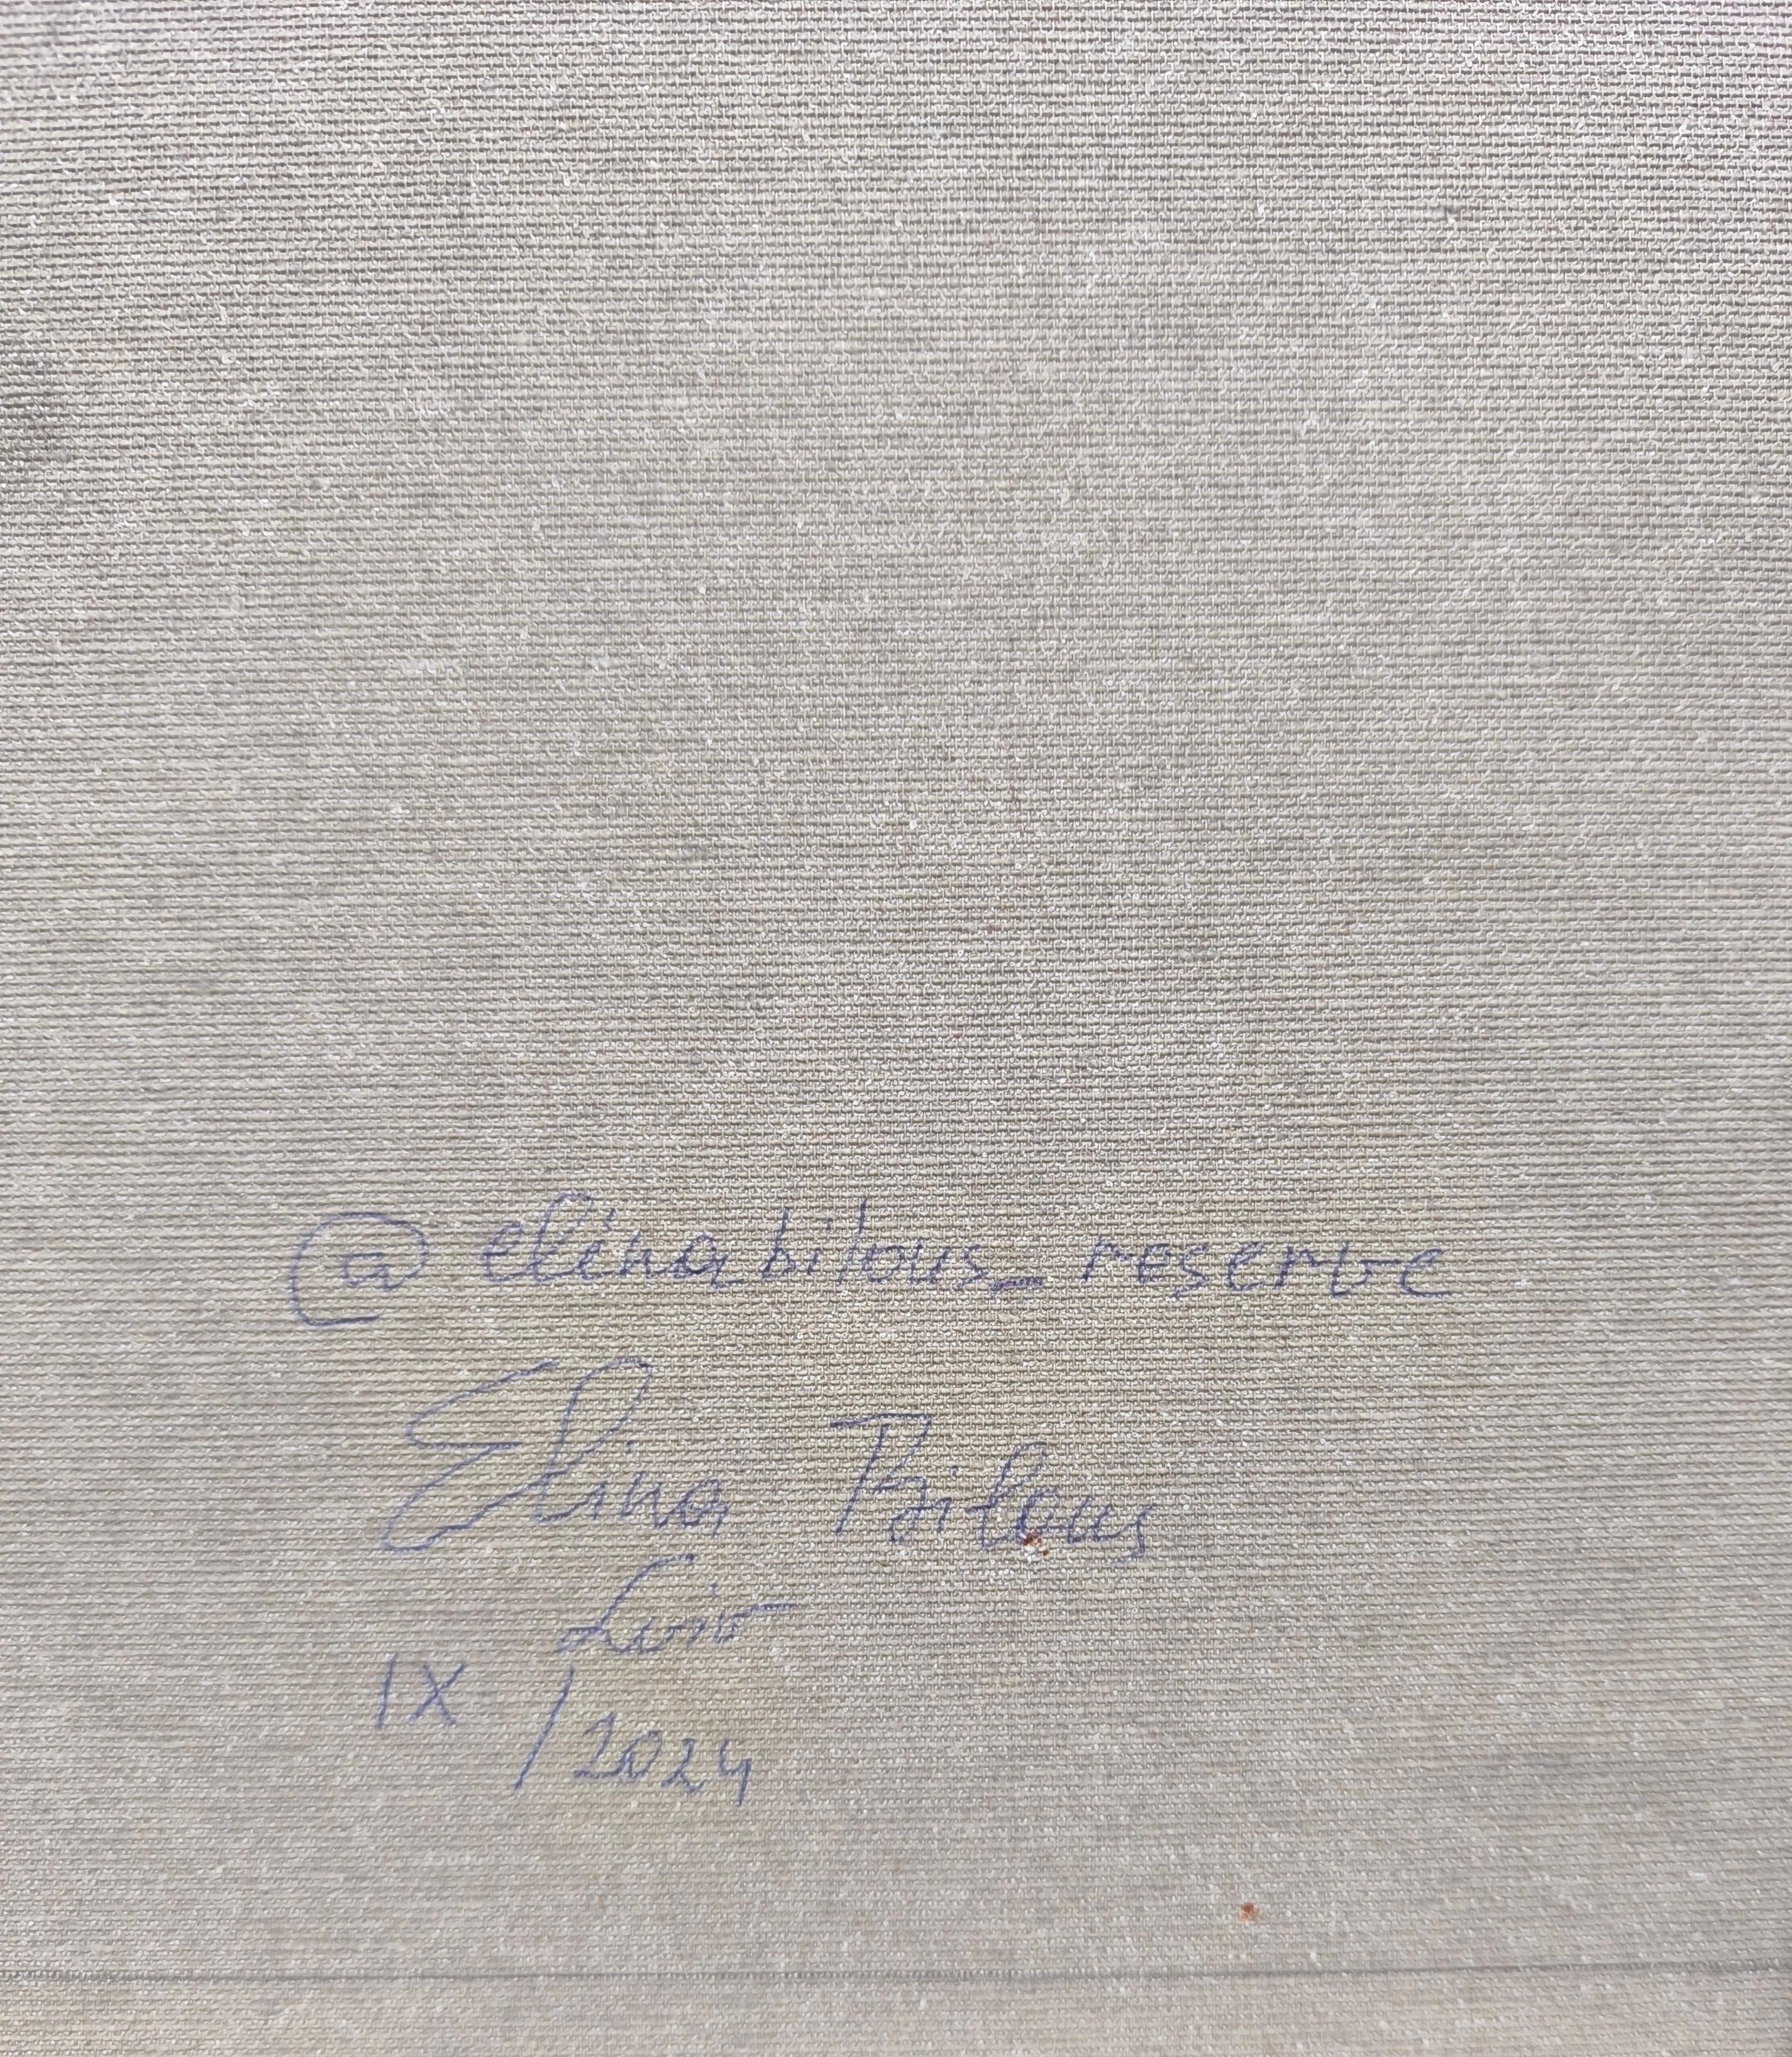 @elinabilous_reserve
Elina Bilous
Lviv
IX /2024